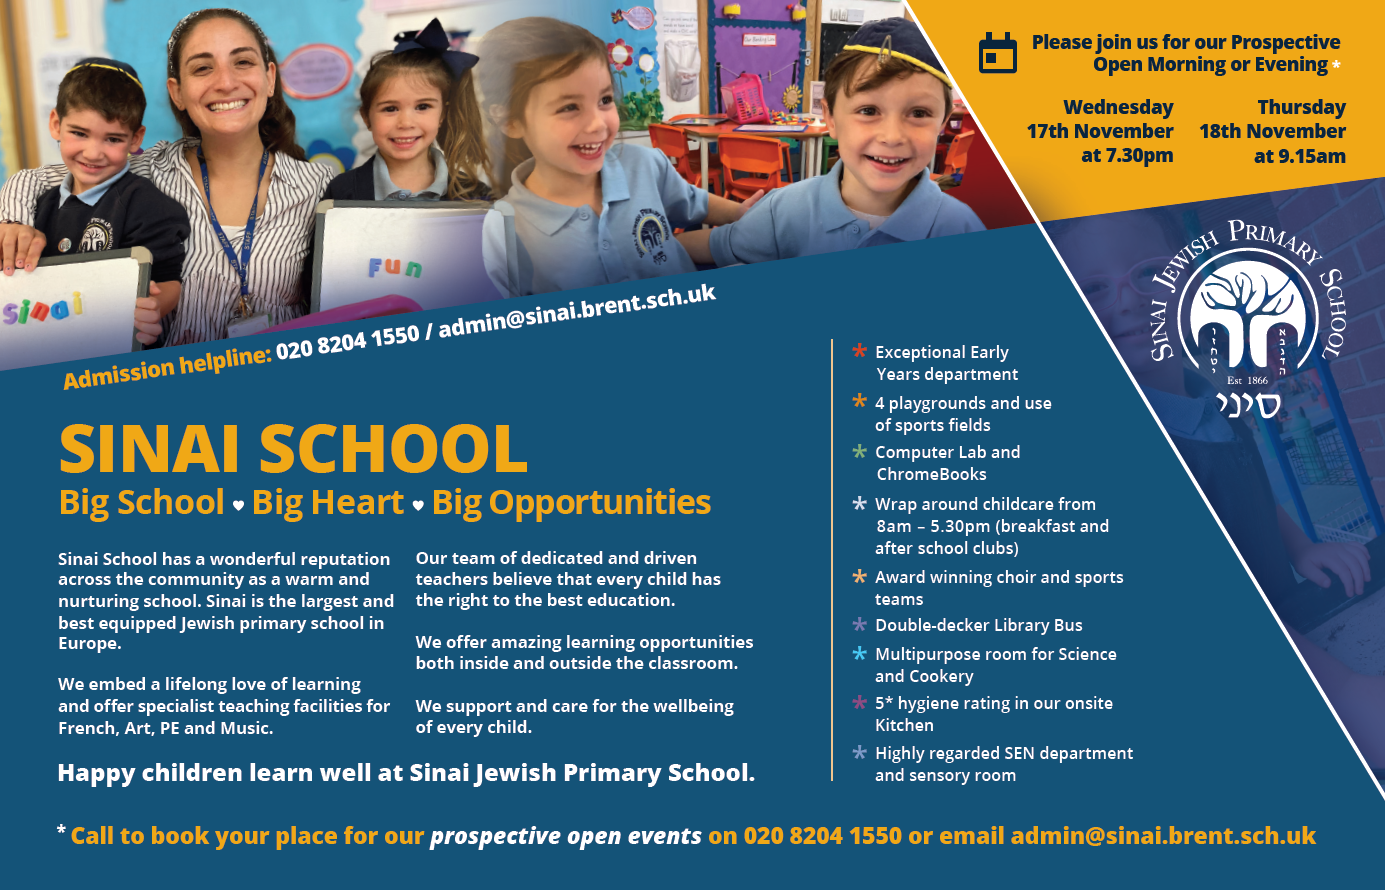 Please join us for our Prospective
Open Morning or Evening *
Wednesday
17th November
at 7.30pm
Thursday
18th November
at 9.15am
sinai
Fun
SINAI JEWISH PRIMARY SCHOOL
Est 1866
סיני
Admission helpline: 020 8204 1550 / admin@sinai.brent.sch.uk
SINAI SCHOOL
Big School ♥ Big Heart ♥ Big Opportunities
Sinai School has a wonderful reputation
across the community as a warm and
nurturing school. Sinai is the largest and
best equipped Jewish primary school in
Europe.
We embed a lifelong love of learning
and offer specialist teaching facilities for
French, Art, PE and Music.
Our team of dedicated and driven
teachers believe that every child has
the right to the best education.
We offer amazing learning opportunities
both inside and outside the classroom.
We support and care for the wellbeing
of every child.
Happy children learn well at Sinai Jewish Primary School.
* Exceptional Early
Years department
* 4 playgrounds and use
of sports fields
* Computer Lab and
ChromeBooks
* Wrap around childcare from
8am – 5.30pm (breakfast and
after school clubs)
* Award winning choir and sports
teams
* Double-decker Library Bus
* Multipurpose room for Science
and Cookery
* 5* hygiene rating in our onsite
Kitchen
* Highly regarded SEN department
and sensory room
* Call to book your place for our prospective open events on 020 8204 1550 or email admin@sinai.brent.sch.uk